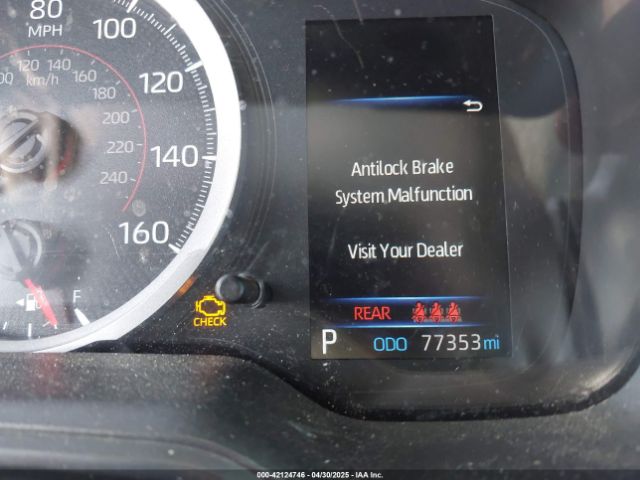 80
MPH
100
120
140
160
120
140
160
180
200
220
240
km/h
F
CHECK
Antilock Brake
System Malfunction
Visit Your Dealer
REAR
P ODO 77353 mi
000-42124746 - 04/30/2025 - IAA Inc.